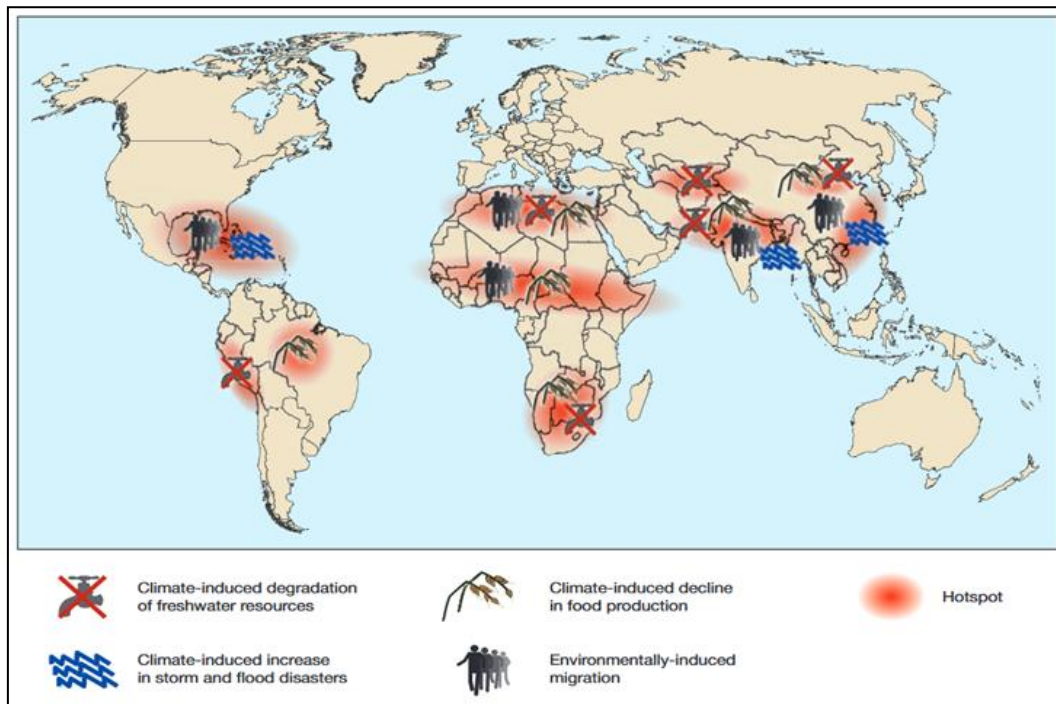 Climate-induced degradation
of freshwater resources
Climate-induced decline
in food production
Hotspot
Climate-induced increase
in storm and flood disasters
Environmentally-induced
migration